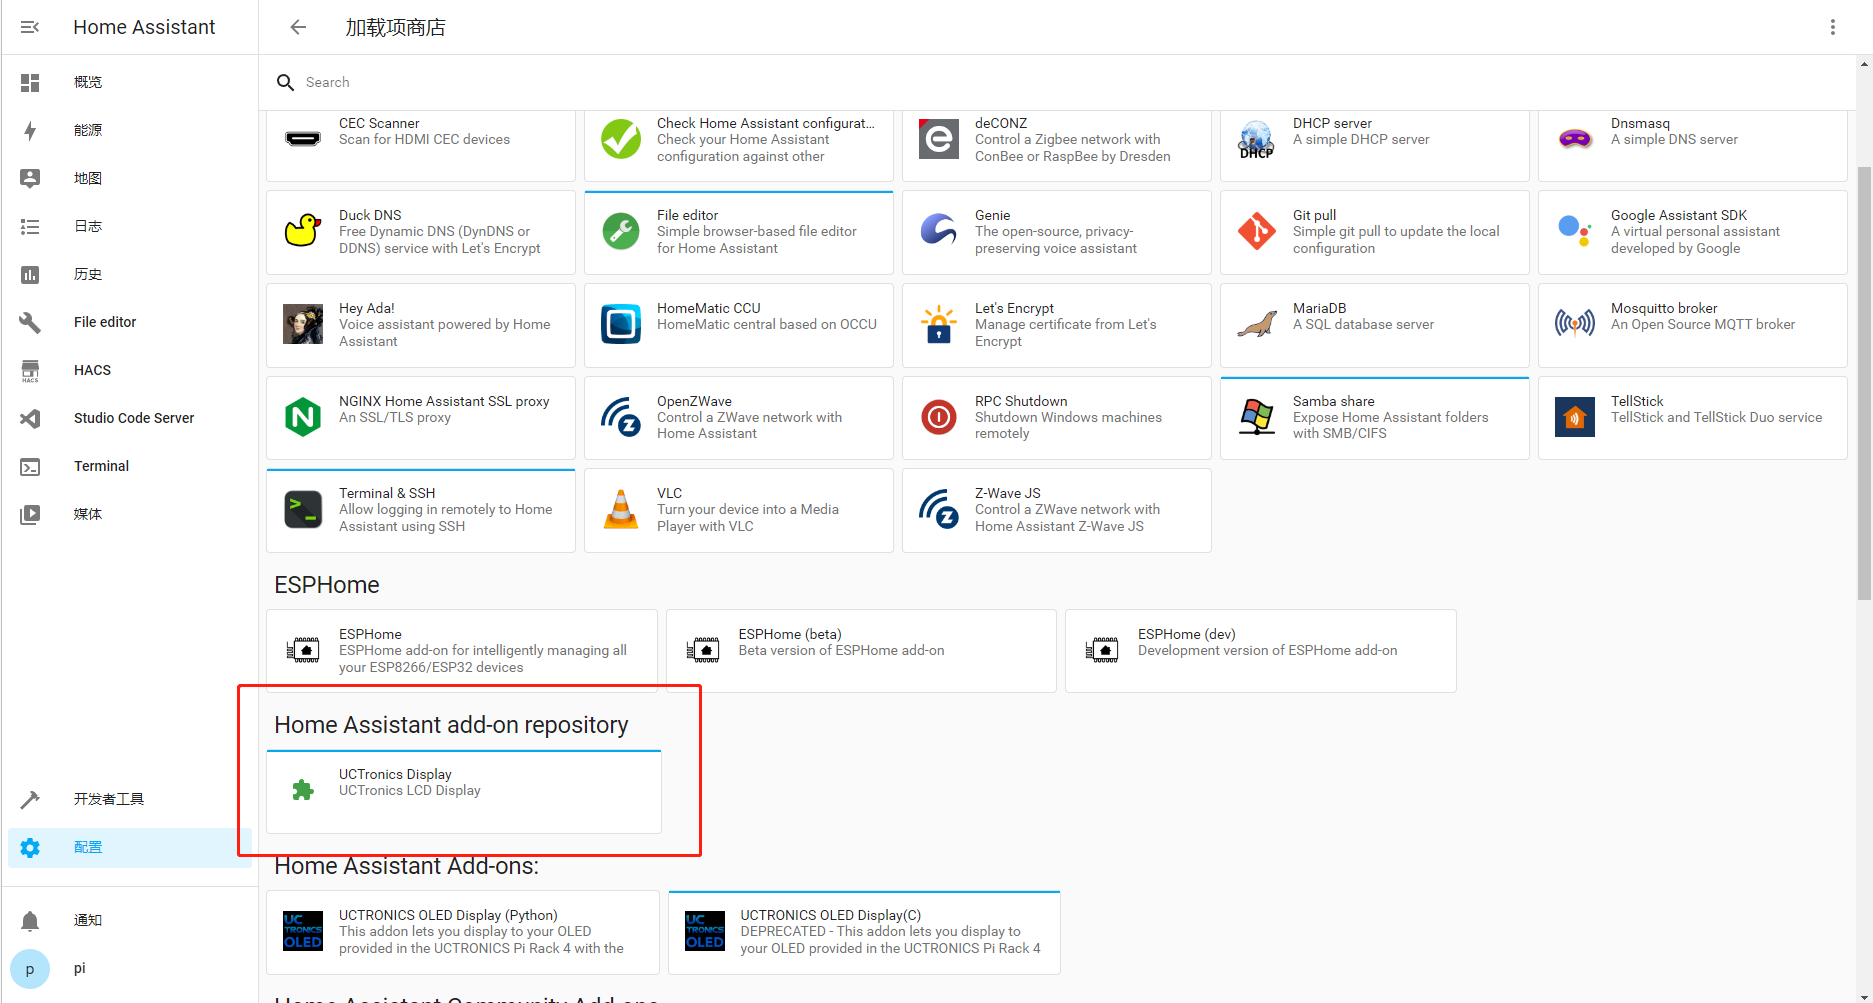 Home Assistant
加载项商店
概览
能源
地图
日志
历史
File editor
HACS
HACS
Studio Code Server
Terminal
媒体
开发者工具
配置
通知
p
pi
Search
CEC Scanner
Scan for HDMI CEC devices
Check Home Assistant configurat...
Check your Home Assistant
configuration against other
deCONZ
Control a Zigbee network with
ConBee or RaspBee by Dresden
DHCP
DHCP server
A simple DHCP server
Dnsmasq
A simple DNS server
Duck DNS
Free Dynamic DNS (DynDNS or
DDNS) service with Let's Encrypt
File editor
Simple browser-based file editor
for Home Assistant
Genie
The open-source, privacy-
preserving voice assistant
Git pull
Simple git pull to update the local
configuration
Google Assistant SDK
A virtual personal assistant
developed by Google
Hey Ada!
Voice assistant powered by Home
Assistant
HomeMatic CCU
HomeMatic central based on OCCU
Let's Encrypt
Manage certificate from Let's
Encrypt
MariaDB
A SQL database server
Mosquitto broker
An Open Source MQTT broker
NGINX Home Assistant SSL proxy
An SSL/TLS proxy
OpenZWave
Control a ZWave network with
Home Assistant
RPC Shutdown
Shutdown Windows machines
remotely
Samba share
Expose Home Assistant folders
with SMB/CIFS
TellStick
TellStick and TellStick Duo service
Terminal & SSH
Allow logging in remotely to Home
Assistant using SSH
VLC
Turn your device into a Media
Player with VLC
Z-Wave JS
Control a ZWave network with
Home Assistant Z-Wave JS
ESPHome
ESPHome
ESPHome add-on for intelligently managing all
your ESP8266/ESP32 devices
ESPHome (beta)
Beta version of ESPHome add-on
ESPHome (dev)
Development version of ESPHome add-on
Home Assistant add-on repository
UCTronics Display
UCTronics LCD Display
Home Assistant Add-ons:
UC
TRONICS
OLED
UCTRONICS OLED Display (Python)
This addon lets you display to your OLED
provided in the UCTRONICS Pi Rack 4 with the
UC
TRONICS
OLED
UCTRONICS OLED Display(C)
DEPRECATED - This addon lets you display to
your OLED provided in the UCTRONICS Pi Rack 4
Home Assistant Community Add-ons